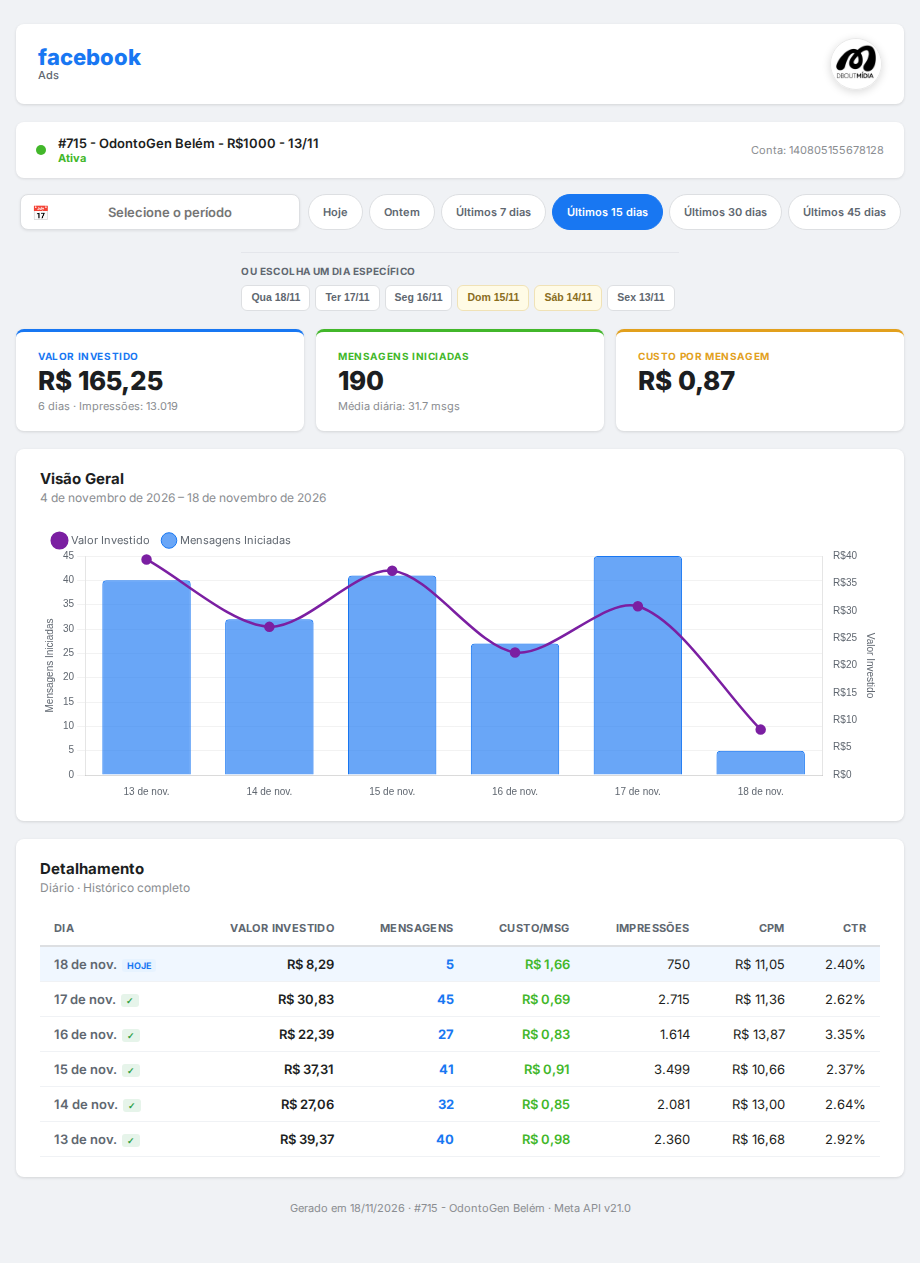 facebook
Ads
DBOUTMÍDIA
#715 - OdontoGen Belém - R$1000 - 13/11
Ativa
Conta: 140805155678128
Selecione o período
Hoje
Ontem
Últimos 7 dias
Últimos 15 dias
Últimos 30 dias
Últimos 45 dias
OU ESCOLHA UM DIA ESPECÍFICO
Qua 18/11
Ter 17/11
Seg 16/11
Dom 15/11
Sáb 14/11
Sex 13/11
VALOR INVESTIDO
R$ 165,25
6 dias · Impressões: 13.019
MENSAGENS INICIADAS
190
Média diária: 31.7 msgs
CUSTO POR MENSAGEM
R$ 0,87
Visão Geral
4 de novembro de 2026 – 18 de novembro de 2026
Valor Investido
Mensagens Iniciadas
Mensagens Iniciadas
45
40
35
30
25
20
15
10
5
0
R$40
R$35
R$30
R$25
R$20
R$15
R$10
R$5
R$0
Valor Investido
13 de nov.
14 de nov.
15 de nov.
16 de nov.
17 de nov.
18 de nov.
Detalhamento
Diário · Histórico completo
DIA VALOR INVESTIDO MENSAGENS CUSTO/MSG IMPRESSÕES CPM CTR
18 de nov. HOJE R$ 8,29 5 R$ 1,66 750 R$ 11,05 2.40%
17 de nov. ✓ R$ 30,83 45 R$ 0,69 2.715 R$ 11,36 2.62%
16 de nov. ✓ R$ 22,39 27 R$ 0,83 1.614 R$ 13,87 3.35%
15 de nov. ✓ R$ 37,31 41 R$ 0,91 3.499 R$ 10,66 2.37%
14 de nov. ✓ R$ 27,06 32 R$ 0,85 2.081 R$ 13,00 2.64%
13 de nov. ✓ R$ 39,37 40 R$ 0,98 2.360 R$ 16,68 2.92%
Gerado em 18/11/2026 · #715 - OdontoGen Belém · Meta API v21.0